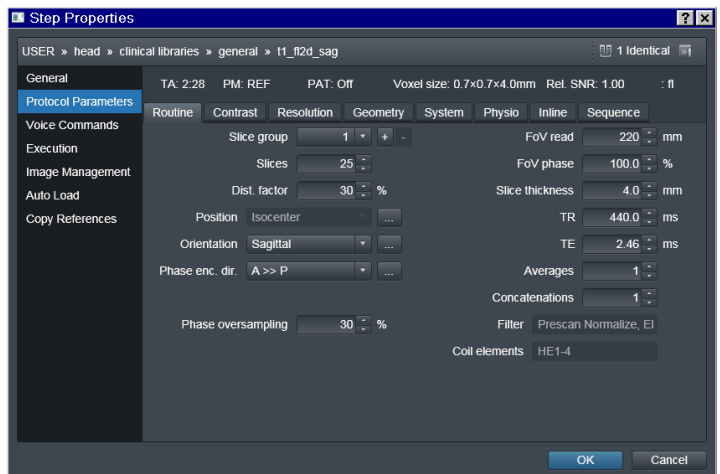 Step Properties
? X
USER » head » clinical libraries » general » t1_fl2d_sag
1 Identical
General
Protocol Parameters
Voice Commands
Execution
Image Management
Auto Load
Copy References
TA: 2:28 PM: REF PAT: Off Voxel size: 0.7×0.7×4.0mm Rel. SNR: 1.00 : fl
Routine Contrast Resolution Geometry System Physio Inline Sequence
Slice group 1 + -
Slices 25
Dist. factor 30 %
Position Isocenter ...
Orientation Sagittal ...
Phase enc. dir. A >> P ...
Phase oversampling 30 %
FoV read 220 mm
FoV phase 100.0 %
Slice thickness 4.0 mm
TR 440.0 ms
TE 2.46 ms
Averages 1
Concatenations 1
Filter Prescan Normalize, El
Coil elements HE1-4
OK Cancel